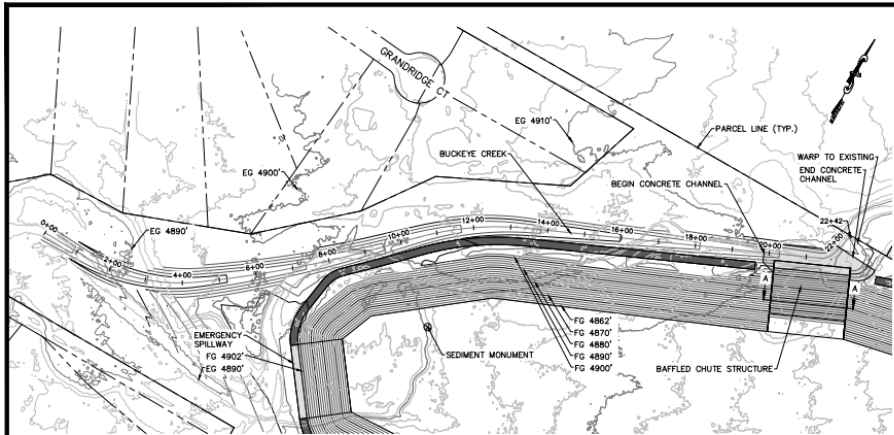 GRANDRIDGE CT
EG 4910'
PARCEL LINE (TYP.)
BUCKEYE CREEK
WARP TO EXISTING
EG 4900'
BEGIN CONCRETE CHANNEL
END CONCRETE
CHANNEL
22+42
0+00
EG 4890'
2+00
4+00
6+00
8+00
10+00
12+00
14+00
16+00
18+00
20+00
22+00
A
A
EMERGENCY
SPILLWAY
FG 4902'
EG 4890'
SEDIMENT MONUMENT
FG 4862'
FG 4870'
FG 4880'
FG 4890'
FG 4900'
BAFFLED CHUTE STRUCTURE